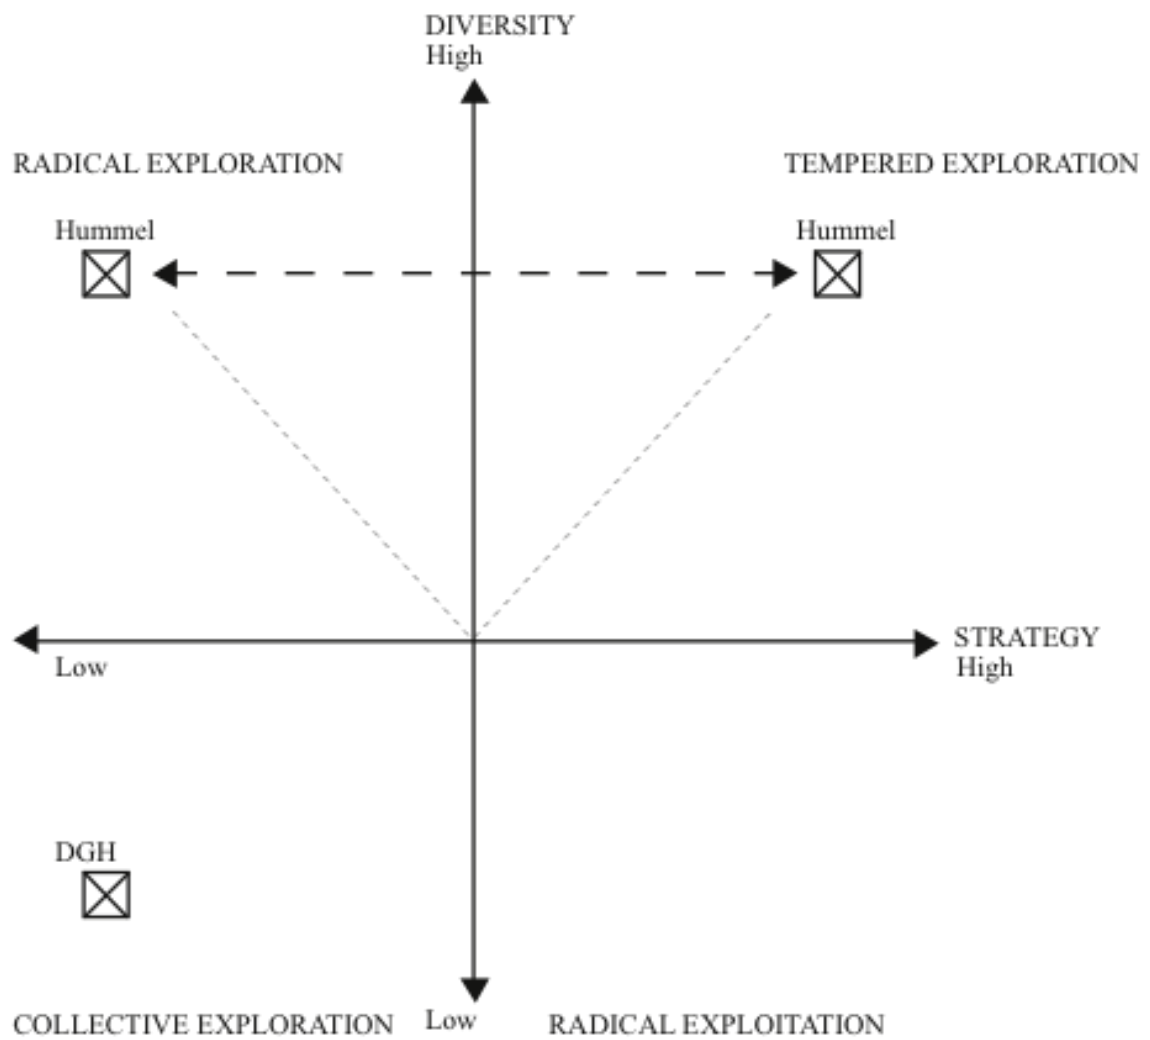 DIVERSITY
High
RADICAL EXPLORATION
TEMPERED EXPLORATION
Hummel
Hummel
STRATEGY
Low
High
DGH
COLLECTIVE EXPLORATION
Low
RADICAL EXPLOITATION